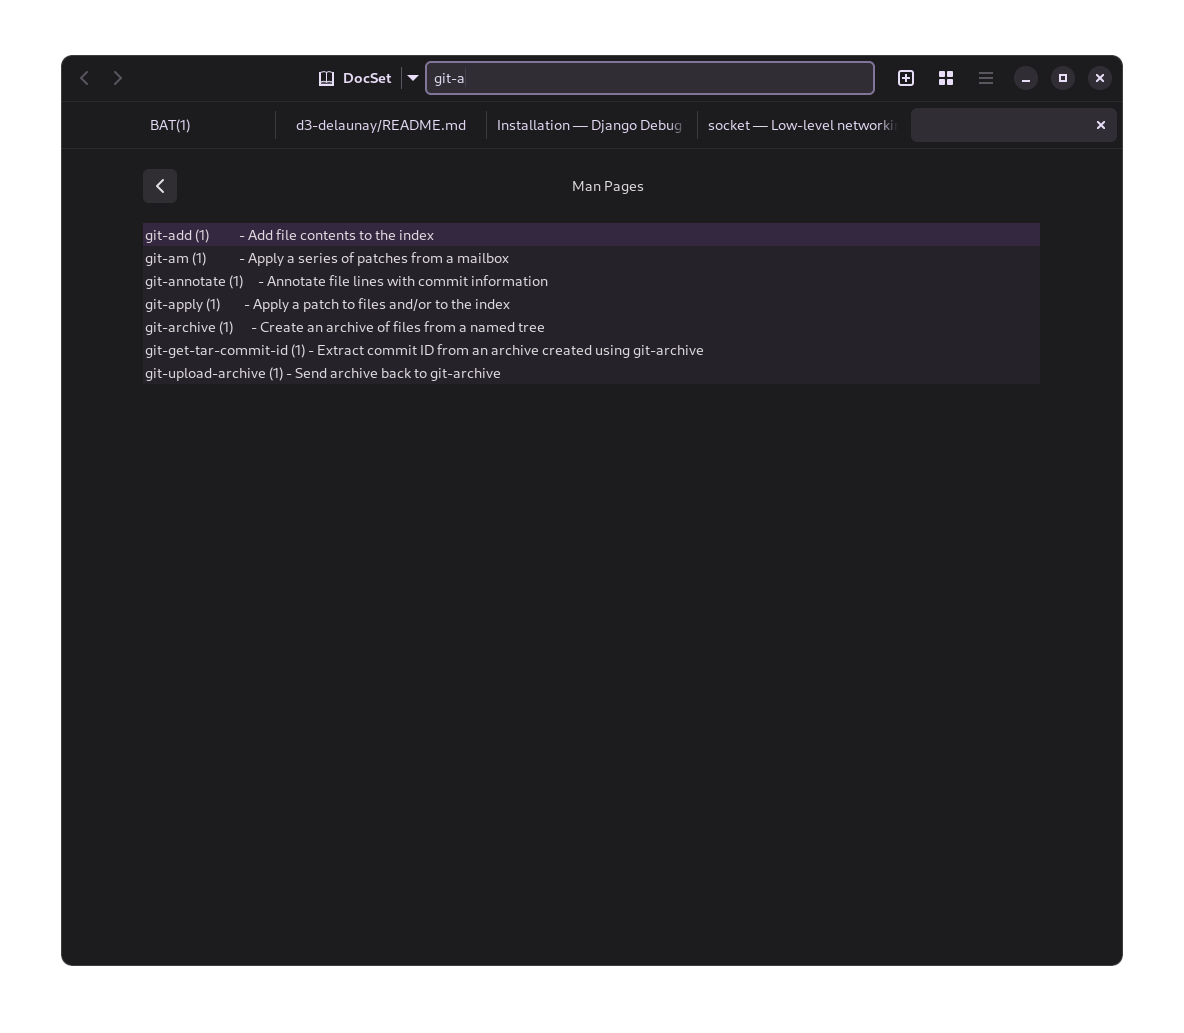 DocSet
git-a
BAT(1)
d3-delaunay/README.md
Installation — Django Debug
socket — Low-level networkin
Man Pages
git-add (1) - Add file contents to the index
git-am (1) - Apply a series of patches from a mailbox
git-annotate (1) - Annotate file lines with commit information
git-apply (1) - Apply a patch to files and/or to the index
git-archive (1) - Create an archive of files from a named tree
git-get-tar-commit-id (1) - Extract commit ID from an archive created using git-archive
git-upload-archive (1) - Send archive back to git-archive